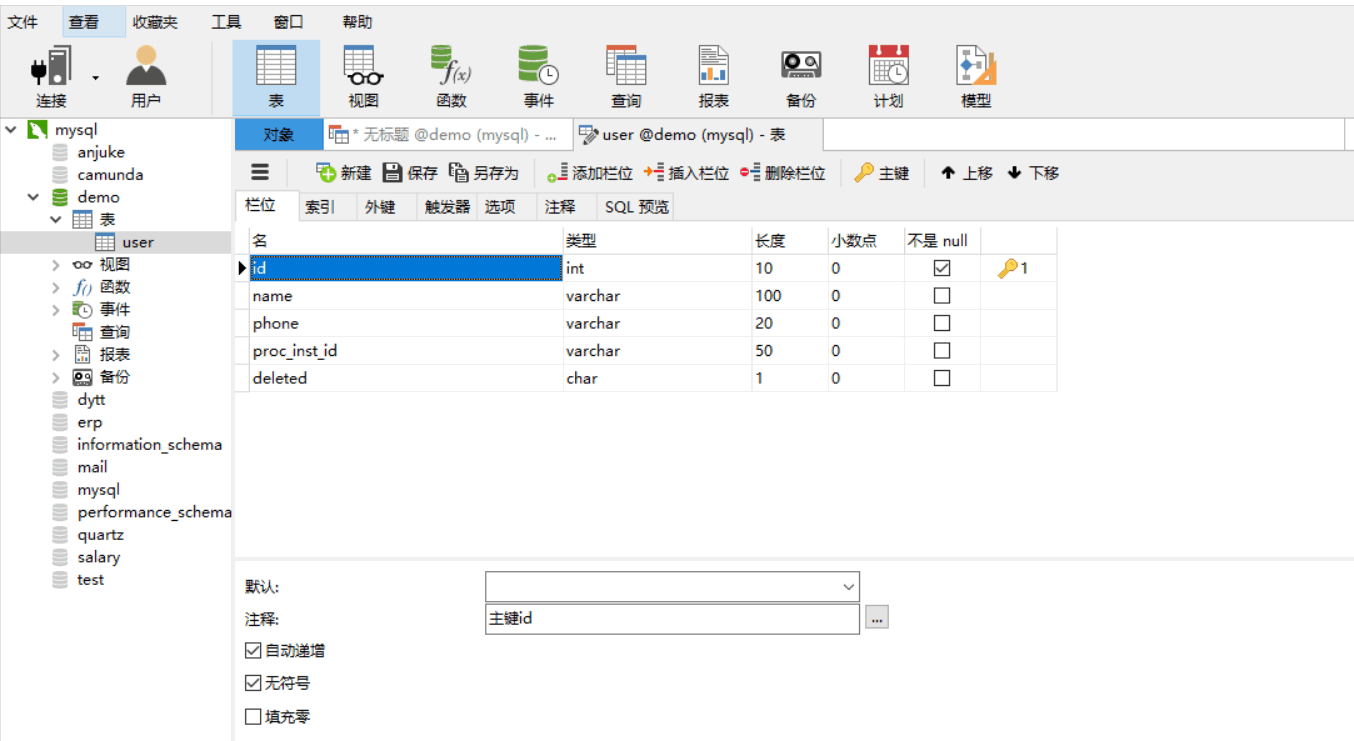 文件 查看 收藏夹 工具 窗口 帮助
连接 用户 表 视图 f(x) 函数 事件 查询 报表 备份 计划 模型
mysql
anjuke
camunda
demo
表
user
视图
f() 函数
事件
查询
报表
备份
dytt
erp
information_schema
mail
mysql
performance_schema
quartz
salary
test
对象 * 无标题 @demo (mysql) - ... user @demo (mysql) - 表
新建 保存 另存为 添加栏位 插入栏位 删除栏位 主键 上移 下移
栏位 索引 外键 触发器 选项 注释 SQL 预览
名 类型 长度 小数点 不是 null
id int 10 0 1
name varchar 100 0
phone varchar 20 0
proc_inst_id varchar 50 0
deleted char 1 0
默认:
注释: 主键id ...
自动递增
无符号
填充零